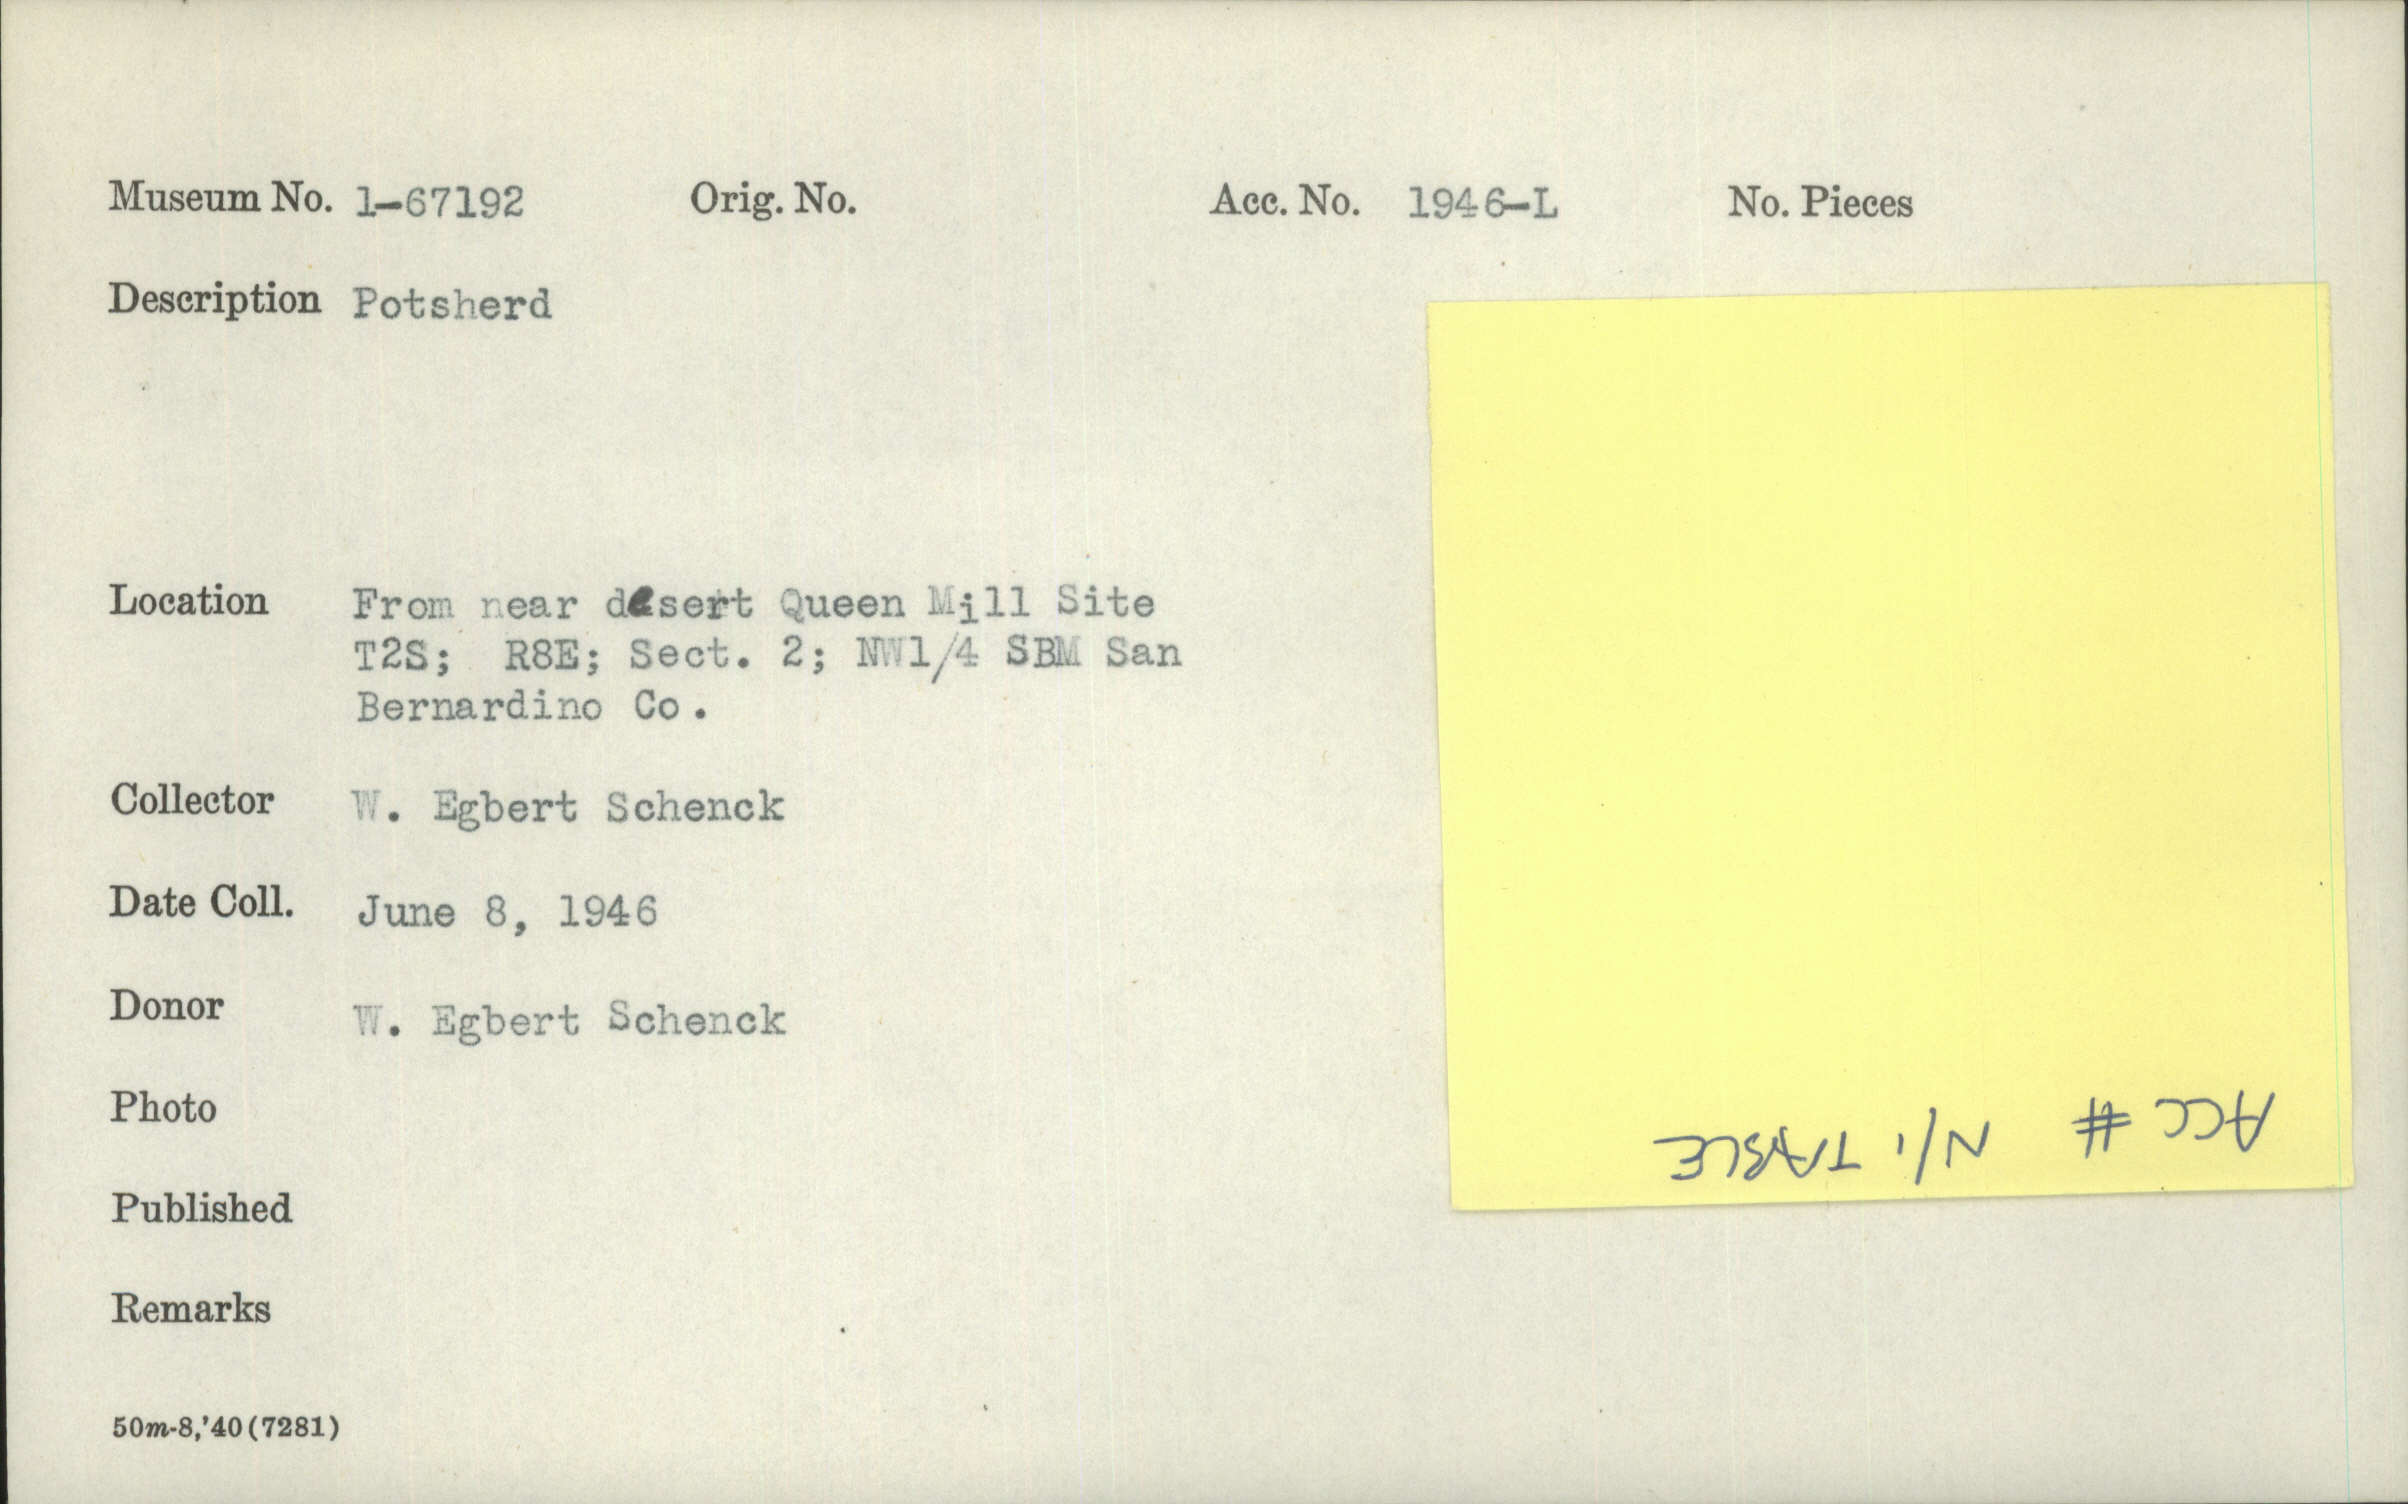 Museum No. 1-67192 Orig. No. Acc. No. 1946-L No. Pieces
Description Potsherd
Location From near desert Queen Mill Site
T2S; R8E; Sect. 2; NW1/4 SBM San
Bernardino Co.
Collector W. Egbert Schenck
Date Coll. June 8, 1946
Donor W. Egbert Schenck
Photo
Published
Remarks
50m-8,'40(7281)
ACC # N/I TABLE